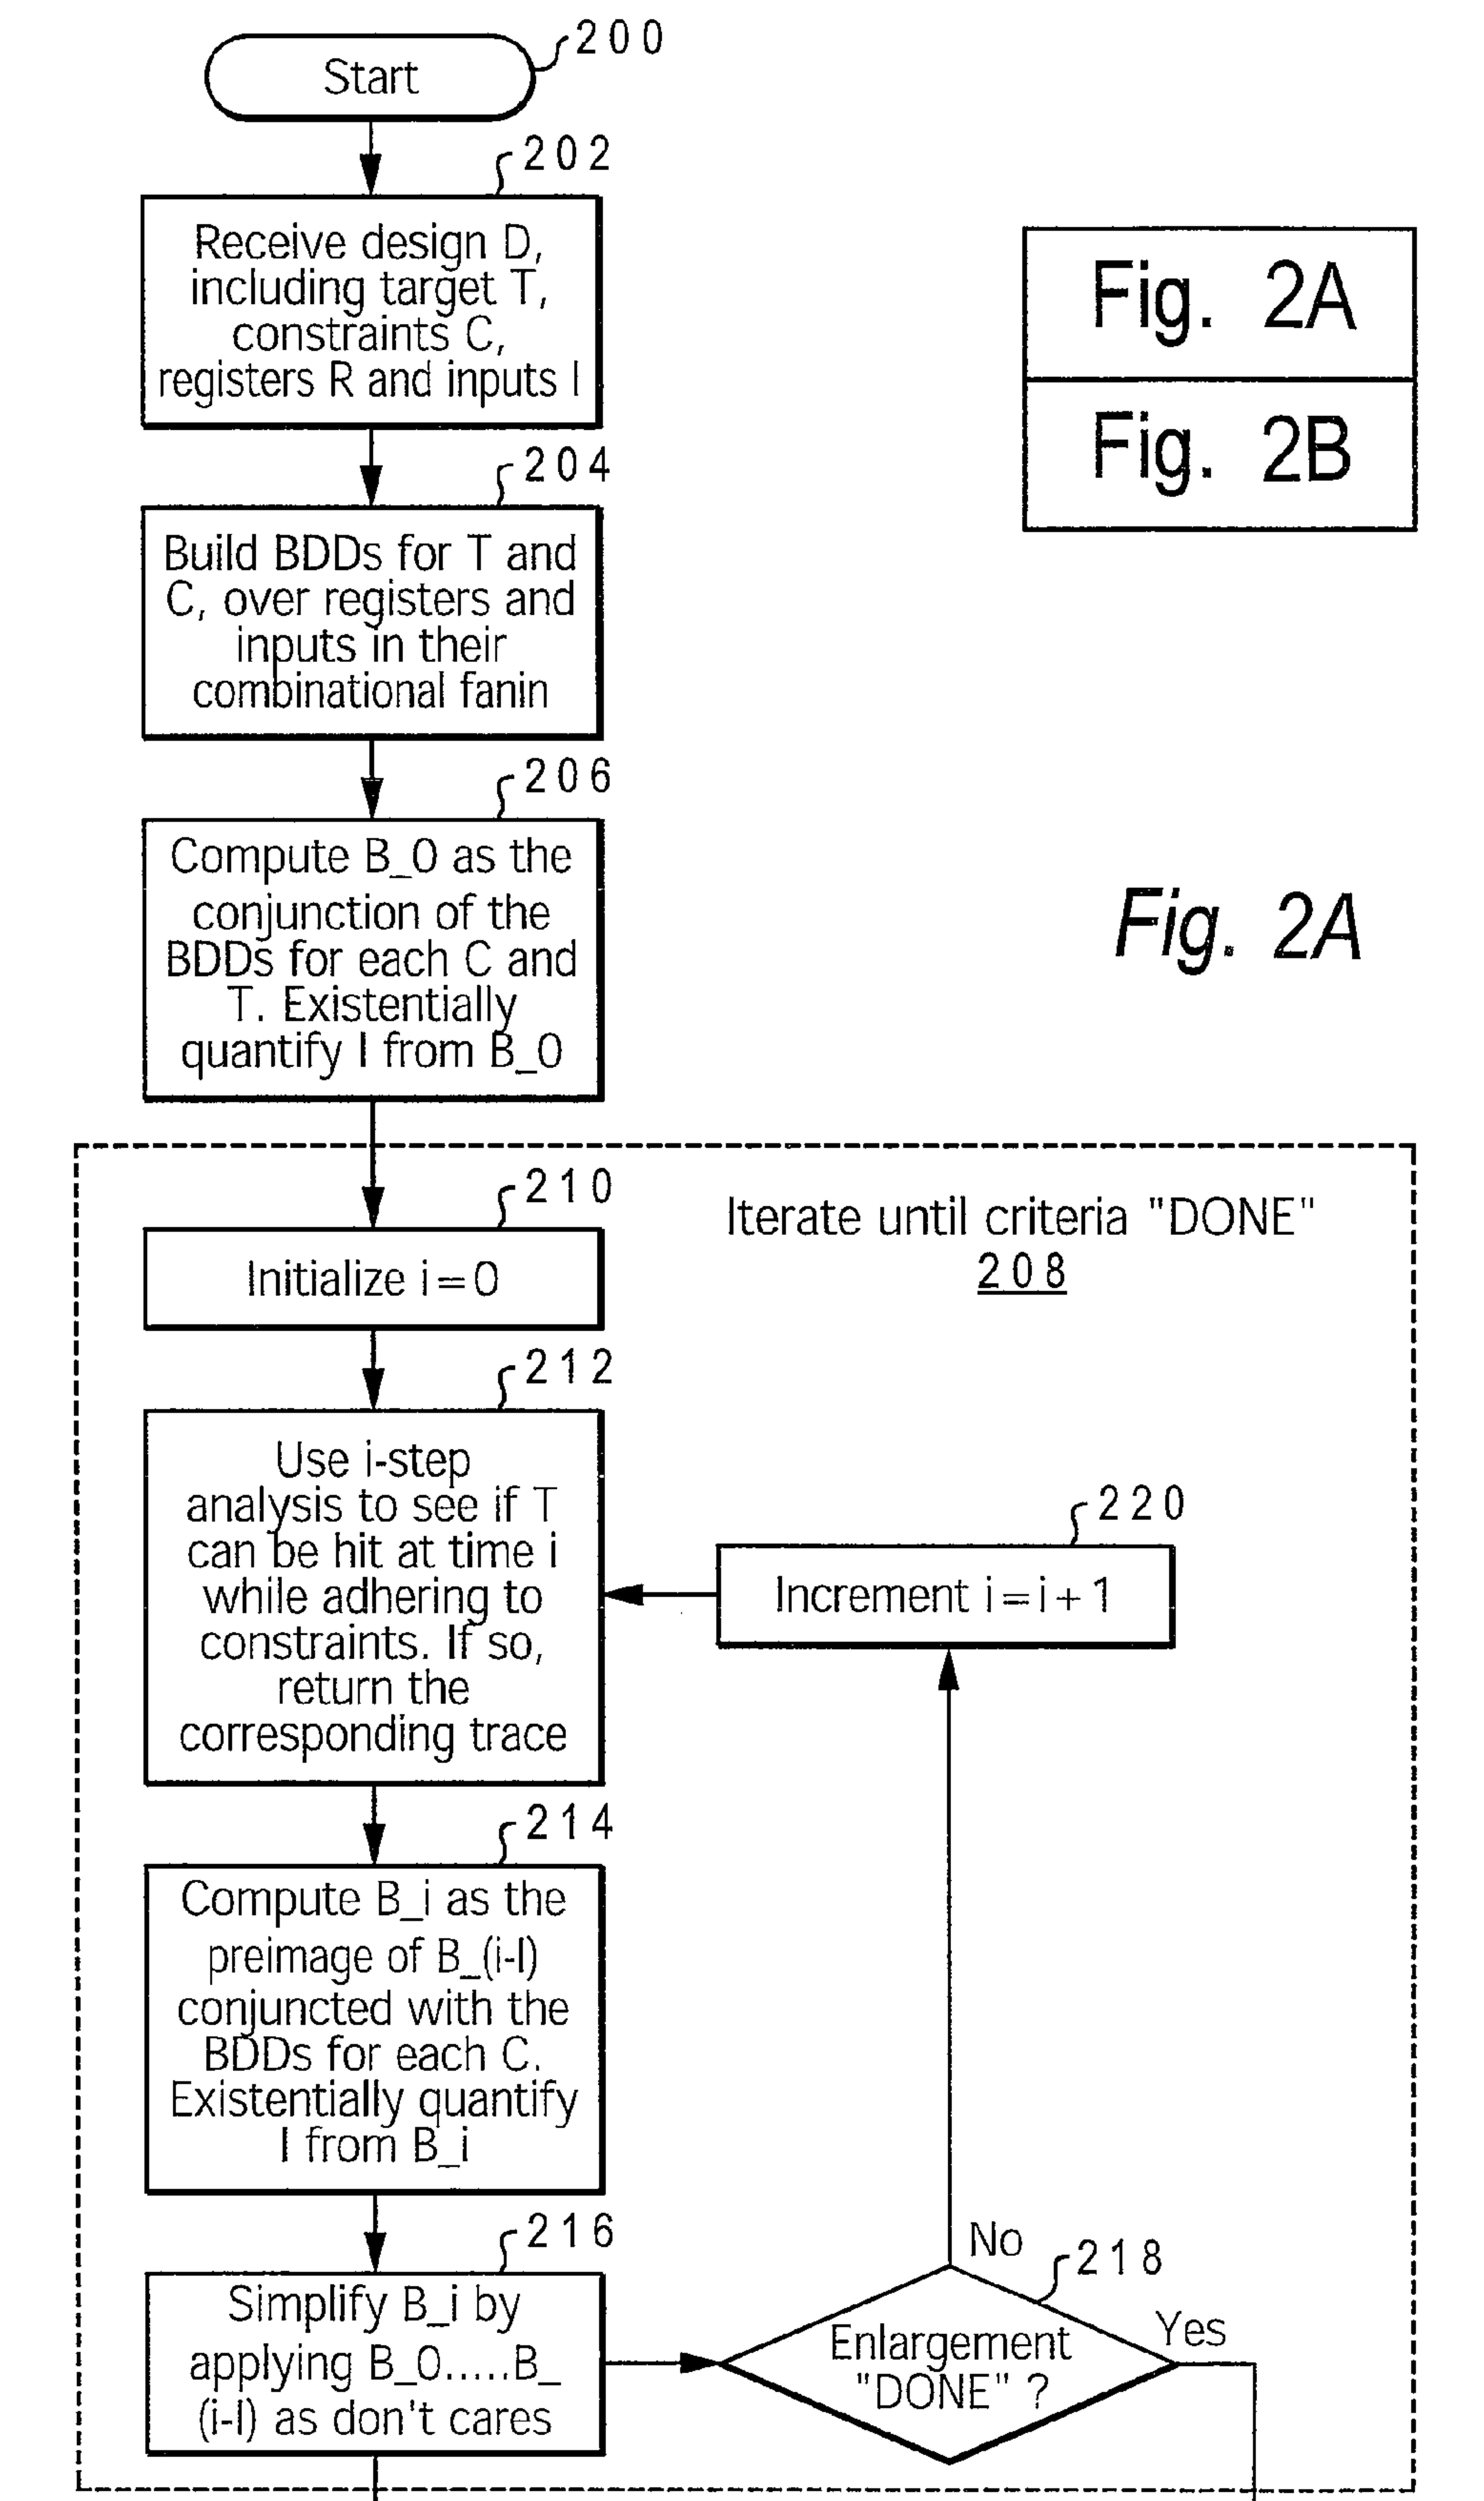 Start
200
202
Receive design D,
including target T,
constraints C,
registers R and inputs I
Fig. 2A
Fig. 2B
204
Build BDDs for T and
C, over registers and
inputs in their
combinational fanin
206
Compute B_0 as the
conjunction of the
BDDs for each C and
T. Existentially
quantify I from B_0
Fig. 2A
Iterate until criteria "DONE"
208
210
Initialize i=0
212
Use i-step
analysis to see if T
can be hit at time i
while adhering to
constraints. If so,
return the
corresponding trace
220
Increment i=i+1
214
Compute B_i as the
preimage of B_(i-I)
conjuncted with the
BDDs for each C.
Existentially quantify
I from B_i
216
Simplify B_i by
applying B_0.....B_
(i-I) as don't cares
No
218
Enlargement
"DONE" ?
Yes